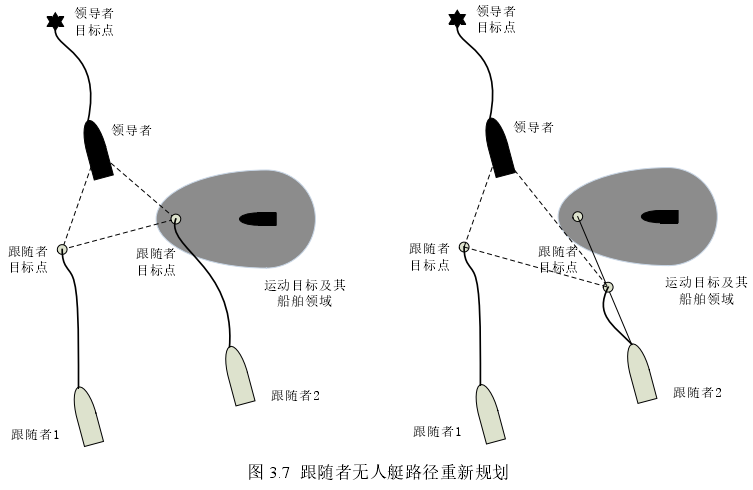 领导者
目标点
领导者
跟随者
目标点
跟随者
目标点
运动目标及其
船舶领域
跟随者2
跟随者1
领导者
目标点
领导者
跟随者
目标点
跟随者
目标点
运动目标及其
船舶领域
跟随者2
跟随者1
图 3.7 跟随者无人艇路径重新规划